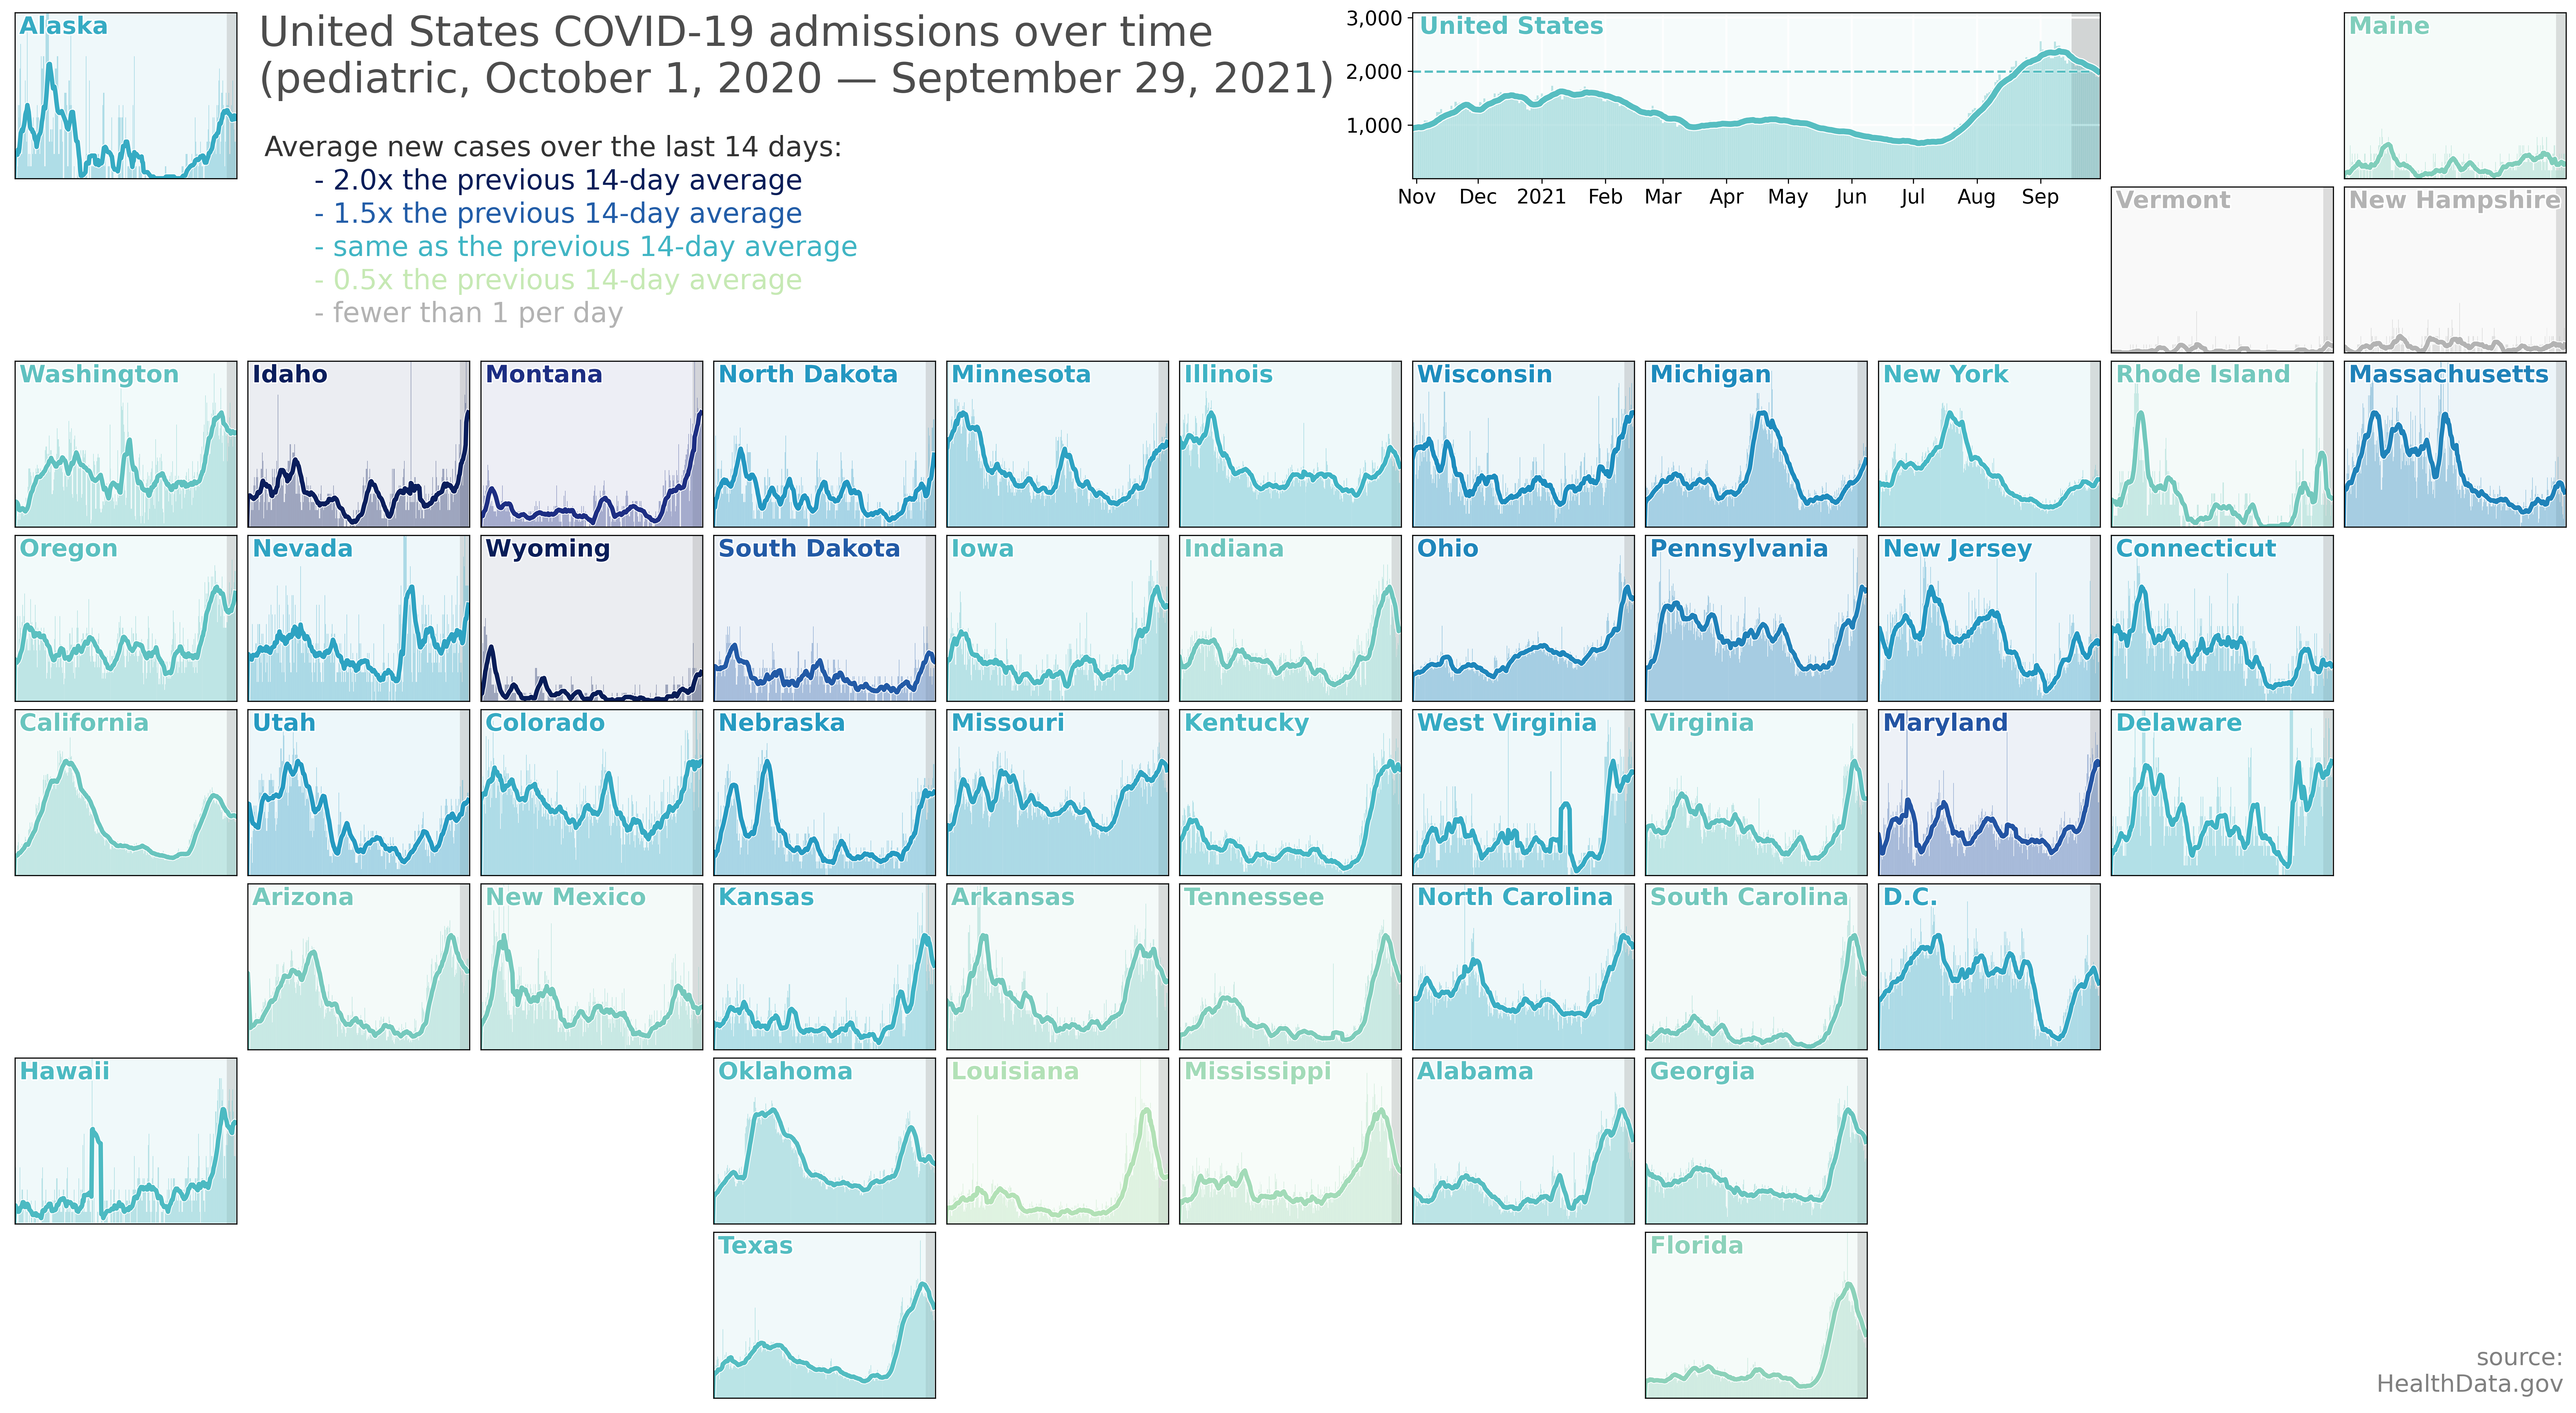 Alaska
United States COVID-19 admissions over time
(pediatric, October 1, 2020 — September 29, 2021)
Average new cases over the last 14 days:
- 2.0x the previous 14-day average
- 1.5x the previous 14-day average
- same as the previous 14-day average
- 0.5x the previous 14-day average
- fewer than 1 per day
3,000
2,000
1,000
United States
Nov Dec 2021 Feb Mar Apr May Jun Jul Aug Sep
Maine
Vermont New Hampshire
Washington Idaho Montana North Dakota Minnesota Illinois Wisconsin Michigan New York Rhode Island Massachusetts
Oregon Nevada Wyoming South Dakota Iowa Indiana Ohio Pennsylvania New Jersey Connecticut
California Utah Colorado Nebraska Missouri Kentucky West Virginia Virginia Maryland Delaware
Arizona New Mexico Kansas Arkansas Tennessee North Carolina South Carolina D.C.
Hawaii Oklahoma Louisiana Mississippi Alabama Georgia
Texas Florida
source:
HealthData.gov